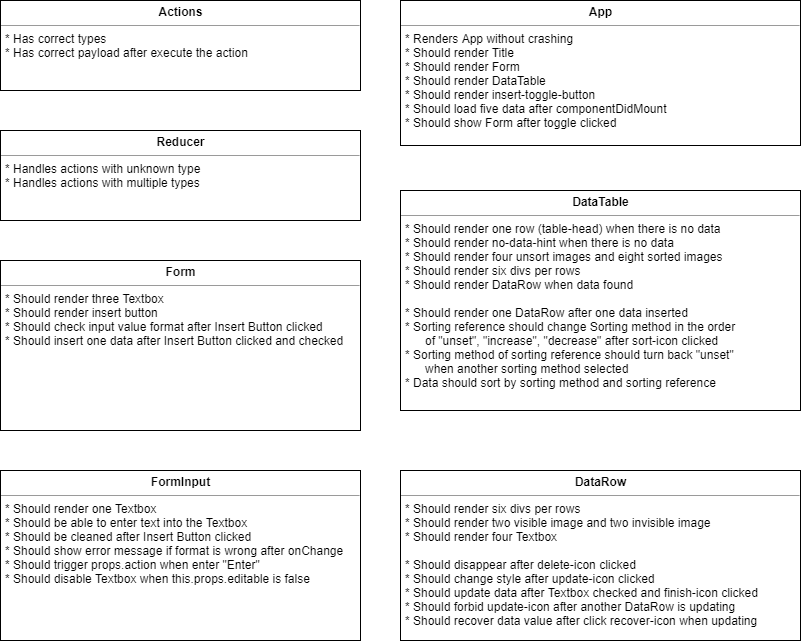 Actions
* Has correct types
* Has correct payload after execute the action
Reducer
* Handles actions with unknown type
* Handles actions with multiple types
Form
* Should render three Textbox
* Should render insert button
* Should check input value format after Insert Button clicked
* Should insert one data after Insert Button clicked and checked
FormInput
* Should render one Textbox
* Should be able to enter text into the Textbox
* Should be cleaned after Insert Button clicked
* Should show error message if format is wrong after onChange
* Should trigger props.action when enter "Enter"
* Should disable Textbox when this.props.editable is false
App
* Renders App without crashing
* Should render Title
* Should render Form
* Should render DataTable
* Should render insert-toggle-button
* Should load five data after componentDidMount
* Should show Form after toggle clicked
DataTable
* Should render one row (table-head) when there is no data
* Should render no-data-hint when there is no data
* Should render four unsort images and eight sorted images
* Should render six divs per rows
* Should render DataRow when data found
* Should render one DataRow after one data inserted
* Sorting reference should change Sorting method in the order
of "unset", "increase", "decrease" after sort-icon clicked
* Sorting method of sorting reference should turn back "unset"
when another sorting method selected
* Data should sort by sorting method and sorting reference
DataRow
* Should render six divs per rows
* Should render two visible image and two invisible image
* Should render four Textbox
* Should disappear after delete-icon clicked
* Should change style after update-icon clicked
* Should update data after Textbox checked and finish-icon clicked
* Should forbid update-icon after another DataRow is updating
* Should recover data value after click recover-icon when updating